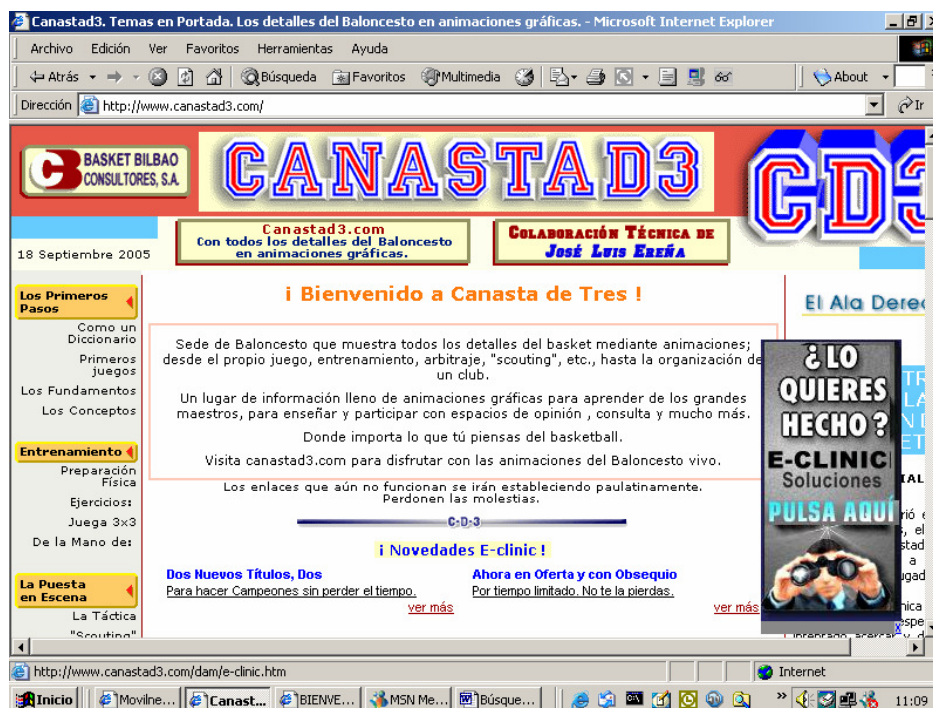 Canastad3. Temas en Portada. Los detalles del Baloncesto en animaciones gráficas. - Microsoft Internet Explorer
Archivo Edición Ver Favoritos Herramientas Ayuda
Atrás Búsqueda Favoritos Multimedia About
Dirección http://www.canastad3.com/ Ir
BASKET BILBAO
CONSULTORES, S.A.
CANASTAD3
CD3
18 Septiembre 2005
Canastad3.com
Con todos los detalles del Baloncesto
en animaciones gráficas.
Colaboración Técnica de
José Luis Ereña
Los Primeros
Pasos
Como un
Diccionario
Primeros
juegos
Los Fundamentos
Los Conceptos
Entrenamiento
Preparación
Física
Ejercicios:
Juega 3x3
De la Mano de:
La Puesta
en Escena
La Táctica
"Scouting"
¡ Bienvenido a Canasta de Tres !
Sede de Baloncesto que muestra todos los detalles del basket mediante animaciones;
desde el propio juego, entrenamiento, arbitraje, "scouting", etc., hasta la organización de
un club.
Un lugar de información lleno de animaciones gráficas para aprender de los grandes
maestros, para enseñar y participar con espacios de opinión , consulta y mucho más.
Donde importa lo que tú piensas del basketball.
Visita canastad3.com para disfrutar con las animaciones del Baloncesto vivo.
Los enlaces que aún no funcionan se irán estableciendo paulatinamente.
Perdonen las molestias.
C-D-3
¡ Novedades E-clinic !
Dos Nuevos Títulos, Dos
Para hacer Campeones sin perder el tiempo.
ver más
Ahora en Oferta y con Obsequio
Por tiempo limitado. No te la pierdas.
ver más
El Ala Derec
¿LO
QUIERES
HECHO?
E-CLINIC
Soluciones
PULSA AQUÍ
X
http://www.canastad3.com/dam/e-clinic.htm Internet
Inicio Movilne... Canast... BIENVE... MSN Me... Búsque... 11:09